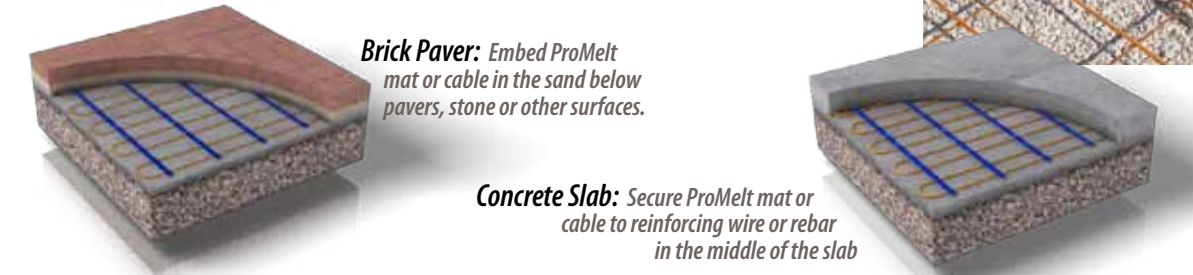 Brick Paver: Embed ProMelt
mat or cable in the sand below
pavers, stone or other surfaces.
Concrete Slab: Secure ProMelt mat or
cable to reinforcing wire or rebar
in the middle of the slab